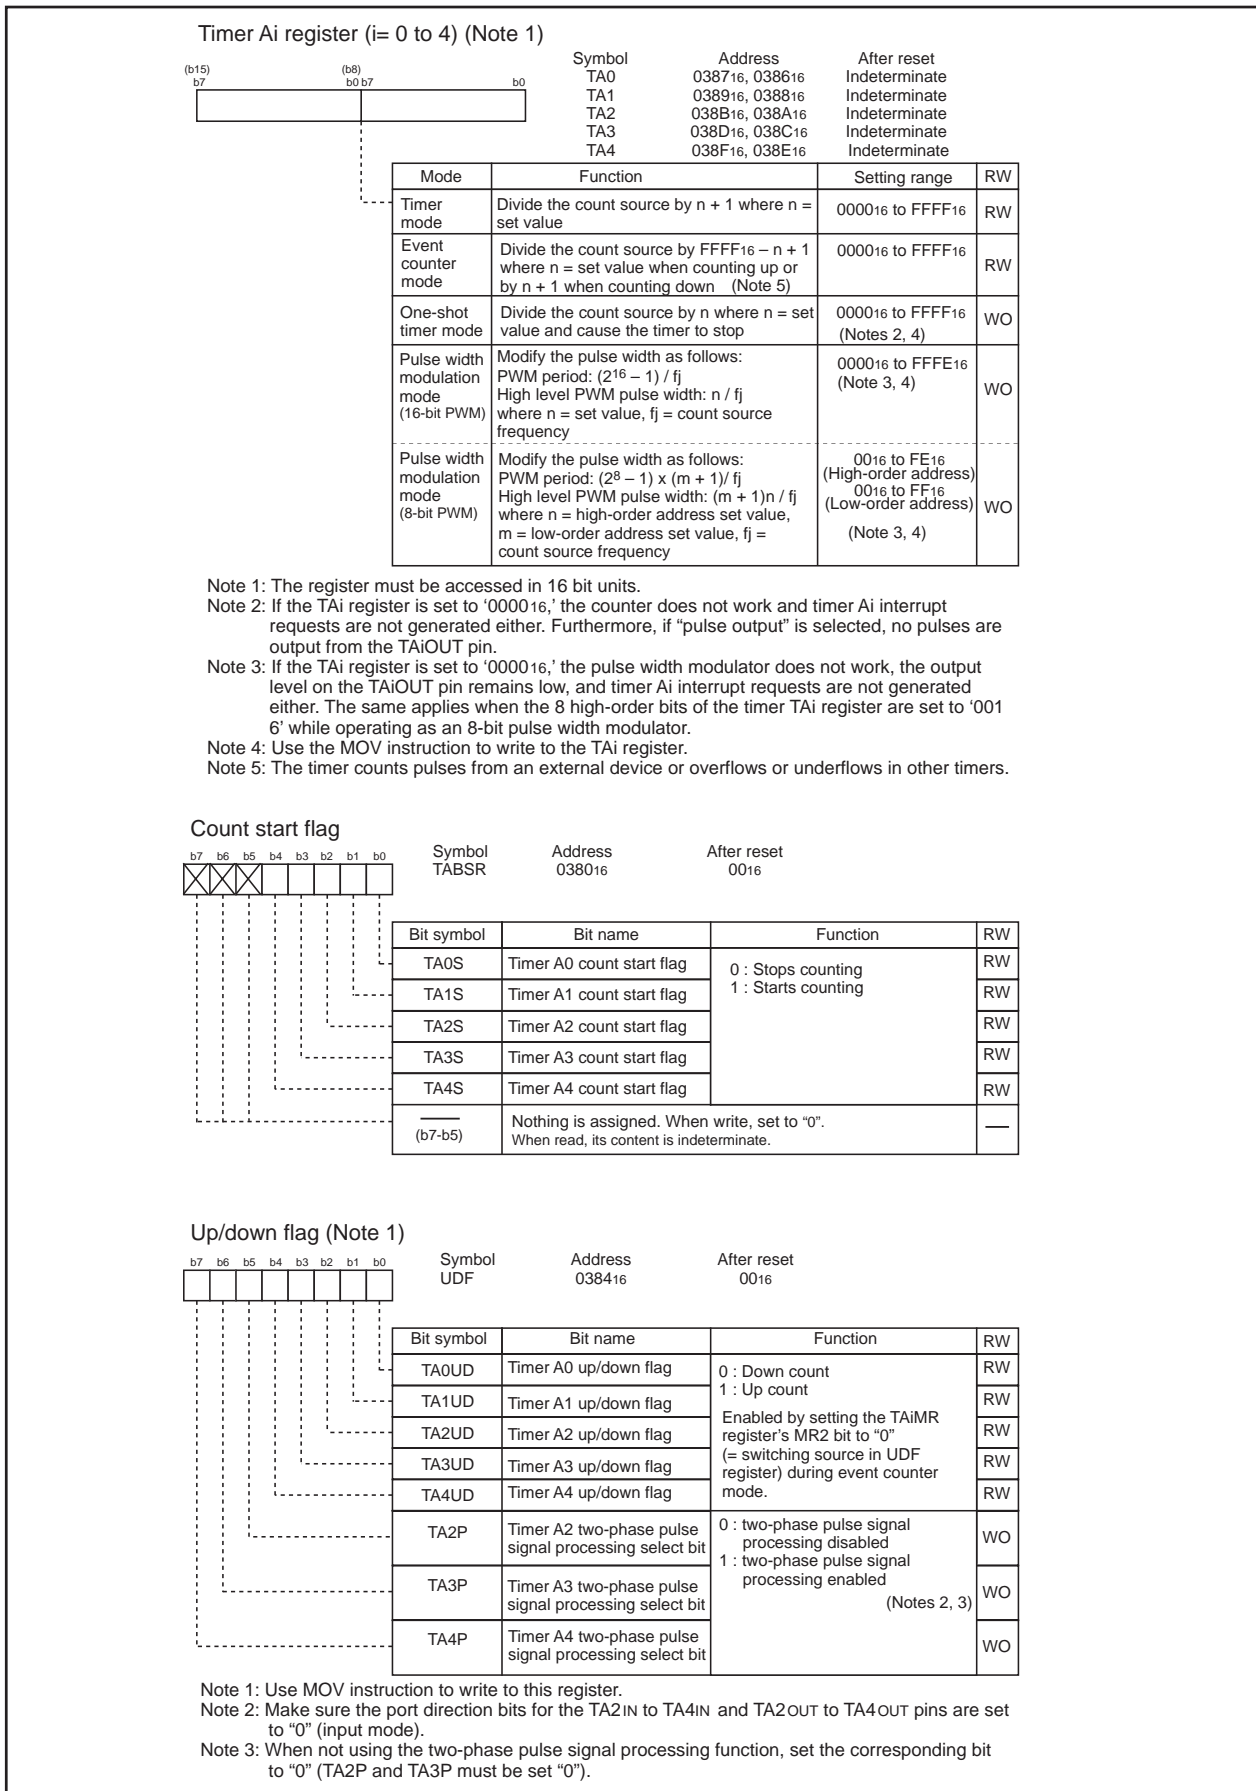 Timer Ai register (i= 0 to 4) (Note 1)
Symbol Address After reset
TA0 038716, 038616 Indeterminate
TA1 038916, 038816 Indeterminate
TA2 038B16, 038A16 Indeterminate
TA3 038D16, 038C16 Indeterminate
TA4 038F16, 038E16 Indeterminate
(b15) (b8)
b7 b0 b7 b0
Mode Function Setting range RW
Timer mode Divide the count source by n + 1 where n = set value 000016 to FFFF16 RW
Event counter mode Divide the count source by FFFF16 – n + 1 where n = set value when counting up or by n + 1 when counting down (Note 5) 000016 to FFFF16 RW
One-shot timer mode Divide the count source by n where n = set value and cause the timer to stop 000016 to FFFF16 (Notes 2, 4) WO
Pulse width modulation mode (16-bit PWM) Modify the pulse width as follows: PWM period: (2^16 – 1) / fj High level PWM pulse width: n / fj where n = set value, fj = count source frequency 000016 to FFFE16 (Note 3, 4) WO
Pulse width modulation mode (8-bit PWM) Modify the pulse width as follows: PWM period: (2^8 – 1) x (m + 1)/ fj High level PWM pulse width: (m + 1)n / fj where n = high-order address set value, m = low-order address set value, fj = count source frequency 0016 to FE16 (High-order address) 0016 to FF16 (Low-order address) (Note 3, 4) WO
Note 1: The register must be accessed in 16 bit units.
Note 2: If the TAi register is set to ‘000016,’ the counter does not work and timer Ai interrupt
requests are not generated either. Furthermore, if “pulse output” is selected, no pulses are
output from the TAiOUT pin.
Note 3: If the TAi register is set to ‘000016,’ the pulse width modulator does not work, the output
level on the TAiOUT pin remains low, and timer Ai interrupt requests are not generated
either. The same applies when the 8 high-order bits of the timer TAi register are set to ‘001
6’ while operating as an 8-bit pulse width modulator.
Note 4: Use the MOV instruction to write to the TAi register.
Note 5: The timer counts pulses from an external device or overflows or underflows in other timers.
Count start flag
b7 b6 b5 b4 b3 b2 b1 b0
Symbol Address After reset
TABSR 038016 0016
Bit symbol Bit name Function RW
TA0S Timer A0 count start flag 0 : Stops counting RW
1 : Starts counting
TA1S Timer A1 count start flag RW
TA2S Timer A2 count start flag RW
TA3S Timer A3 count start flag RW
TA4S Timer A4 count start flag RW
(b7-b5) Nothing is assigned. When write, set to “0”. —
When read, its content is indeterminate.
Up/down flag (Note 1)
b7 b6 b5 b4 b3 b2 b1 b0
Symbol Address After reset
UDF 038416 0016
Bit symbol Bit name Function RW
TA0UD Timer A0 up/down flag 0 : Down count RW
1 : Up count
TA1UD Timer A1 up/down flag RW
Enabled by setting the TAiMR
register’s MR2 bit to “0”
TA2UD Timer A2 up/down flag RW
(= switching source in UDF
TA3UD Timer A3 up/down flag register) during event counter RW
TA4UD Timer A4 up/down flag mode. RW
TA2P Timer A2 two-phase pulse signal processing select bit 0 : two-phase pulse signal processing disabled WO
1 : two-phase pulse signal processing enabled
TA3P Timer A3 two-phase pulse signal processing select bit (Notes 2, 3) WO
TA4P Timer A4 two-phase pulse signal processing select bit WO
Note 1: Use MOV instruction to write to this register.
Note 2: Make sure the port direction bits for the TA2IN to TA4IN and TA2OUT to TA4OUT pins are set
to “0” (input mode).
Note 3: When not using the two-phase pulse signal processing function, set the corresponding bit
to “0” (TA2P and TA3P must be set “0”).